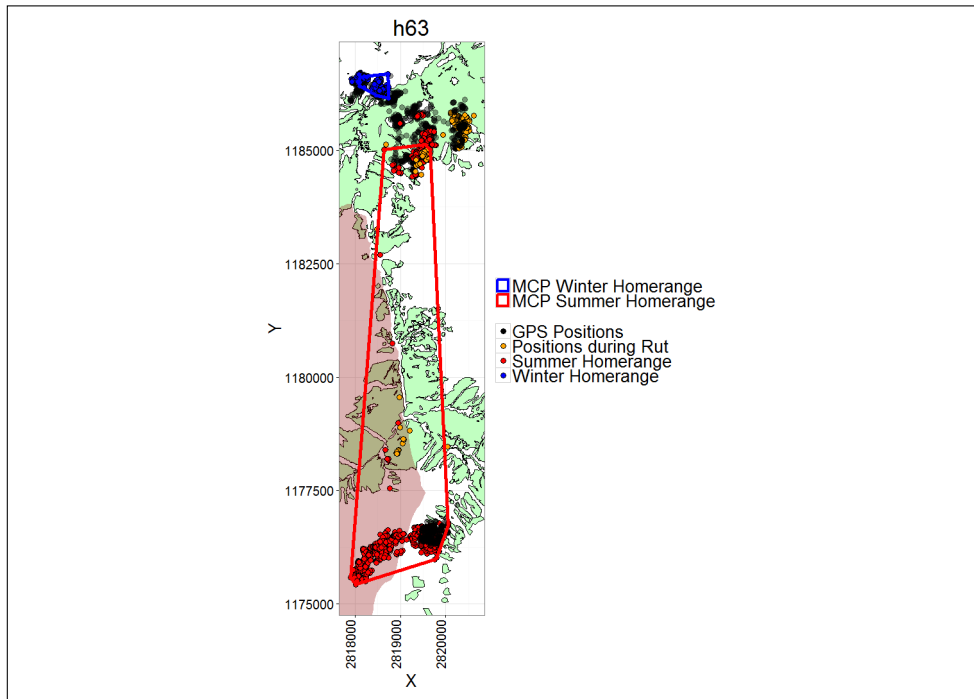 h63
1185000
1182500
1180000
1177500
1175000
Y
2818000
2819000
2820000
X
MCP Winter Homerange
MCP Summer Homerange
GPS Positions
Positions during Rut
Summer Homerange
Winter Homerange